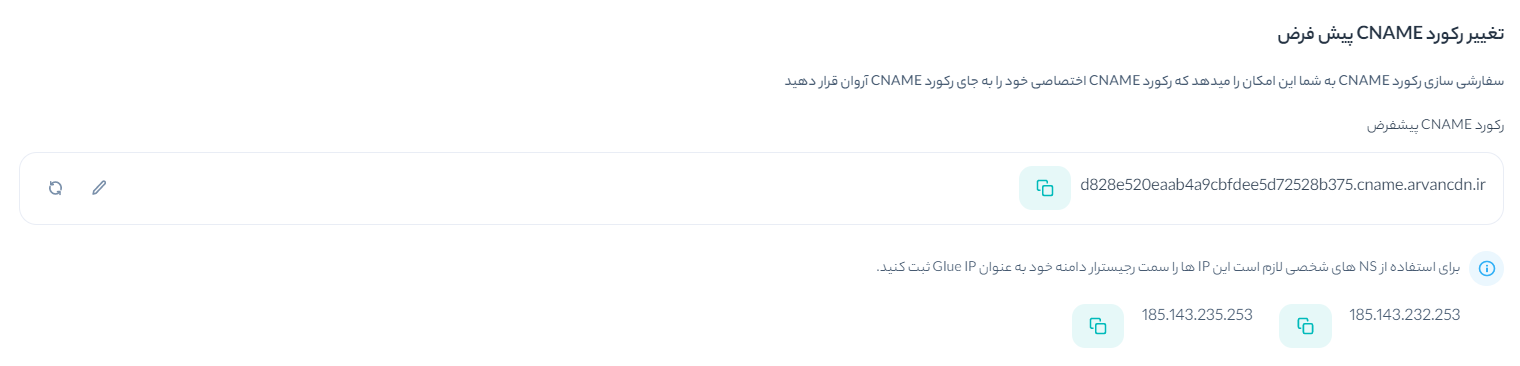 تغییر رکورد CNAME پیش فرض
سفارشی سازی رکورد CNAME به شما این امکان را میدهد که رکورد CNAME اختصاصی خود را به جای رکورد CNAME آروان قرار دهید
رکورد CNAME پیشفرض
d828e520eaab4a9cbfdee5d72528b375.cname.arvancdn.ir
برای استفاده از NS های شخصی لازم است این IP ها را سمت رجیسترار دامنه خود به عنوان Glue IP ثبت کنید.
185.143.232.253 185.143.235.253